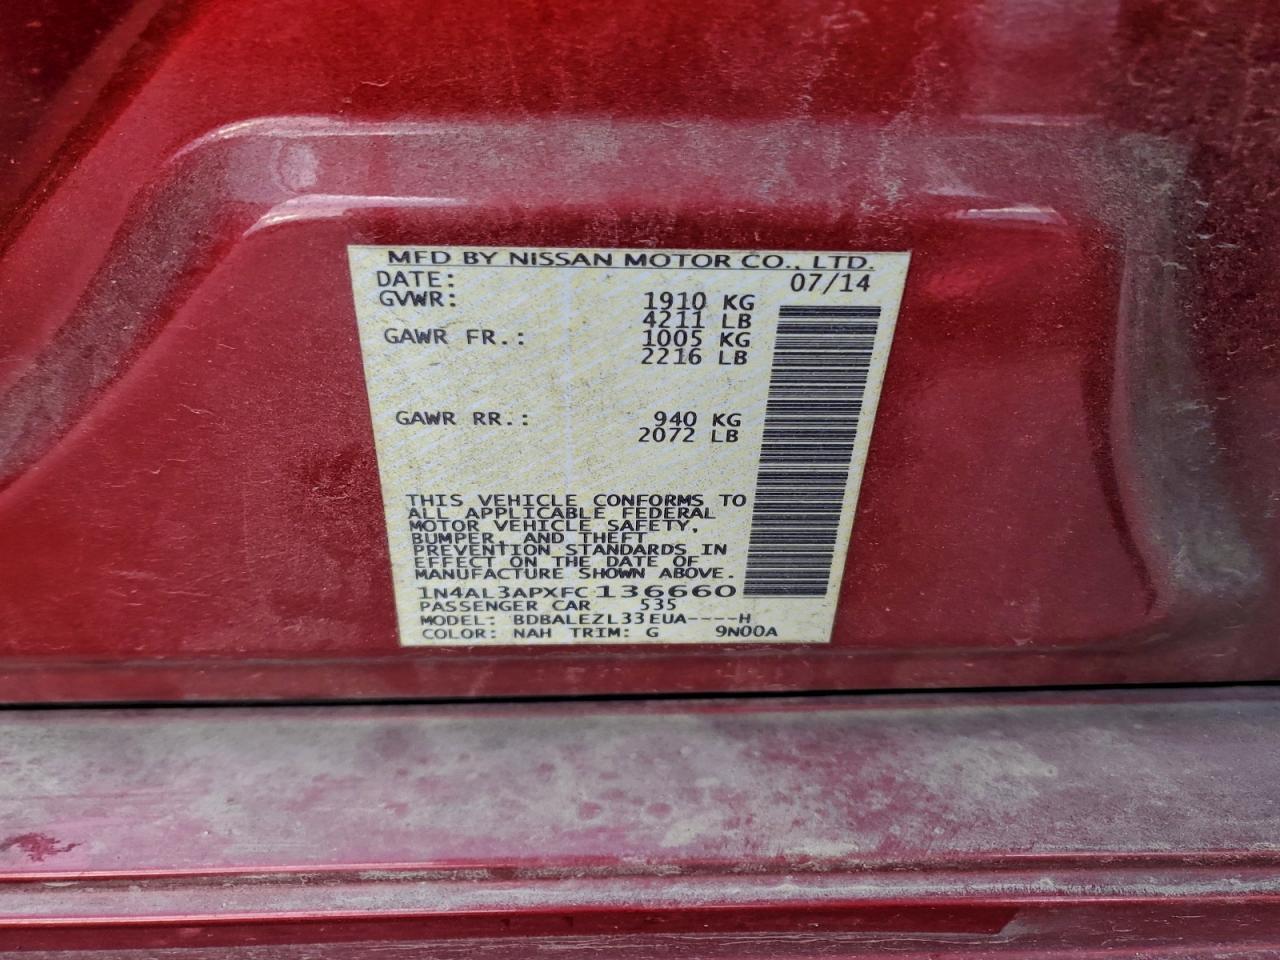 MFD BY NISSAN MOTOR CO., LTD.
DATE: 07/14
GVWR: 1910 KG
4211 LB
GAWR FR.: 1005 KG
2216 LB
GAWR RR.: 940 KG
2072 LB
THIS VEHICLE CONFORMS TO
ALL APPLICABLE FEDERAL
MOTOR VEHICLE SAFETY,
BUMPER, AND THEFT
PREVENTION STANDARDS IN
EFFECT ON THE DATE OF
MANUFACTURE SHOWN ABOVE.
1N4AL3APXFC136660
PASSENGER CAR 535
MODEL: BDBALEZL33EUA----H
COLOR: NAH TRIM: G 9N00A